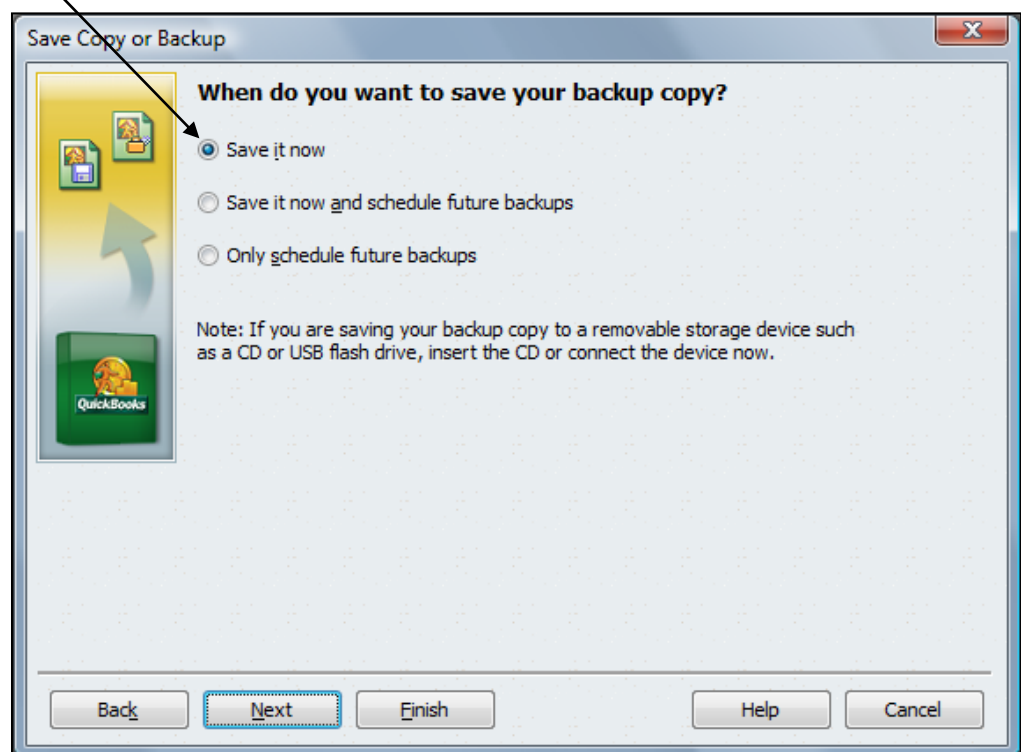 Save Copy or Backup
X
When do you want to save your backup copy?
Save it now
Save it now and schedule future backups
Only schedule future backups
Note: If you are saving your backup copy to a removable storage device such
as a CD or USB flash drive, insert the CD or connect the device now.
QuickBooks
Back
Next
Finish
Help
Cancel